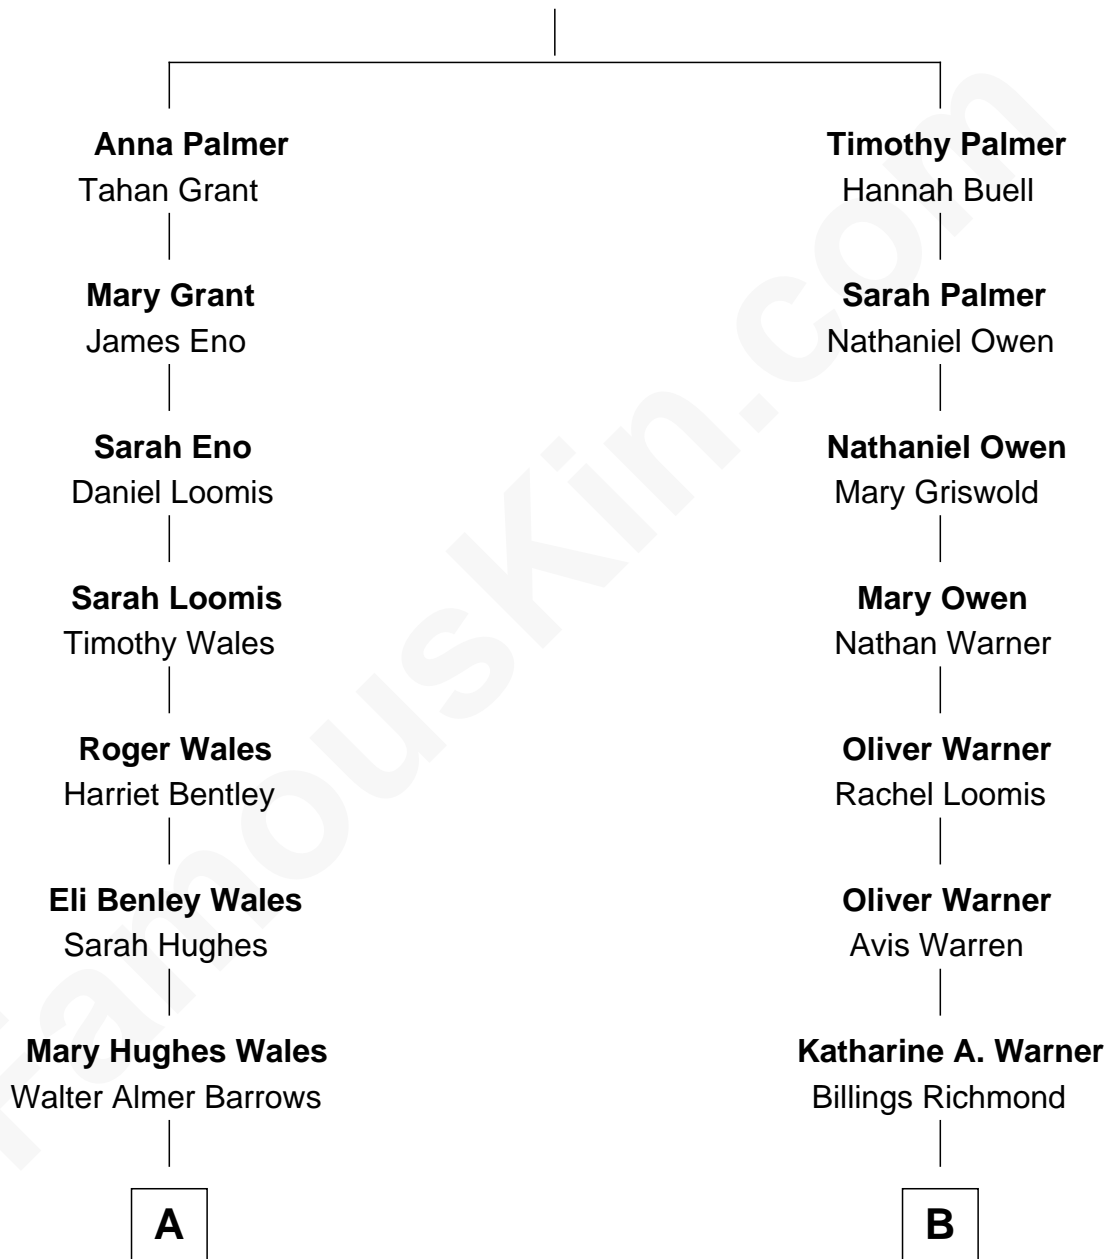 Anna Palmer
Tahan Grant
Mary Grant
James Eno
Sarah Eno
Daniel Loomis
Sarah Loomis
Timothy Wales
Roger Wales
Harriet Bentley
Eli Benley Wales
Sarah Hughes
Mary Hughes Wales
Walter Almer Barrows
A
Timothy Palmer
Hannah Buell
Sarah Palmer
Nathaniel Owen
Nathaniel Owen
Mary Griswold
Mary Owen
Nathan Warner
Oliver Warner
Rachel Loomis
Oliver Warner
Avis Warren
Katharine A. Warner
Billings Richmond
B
FamousKin.com